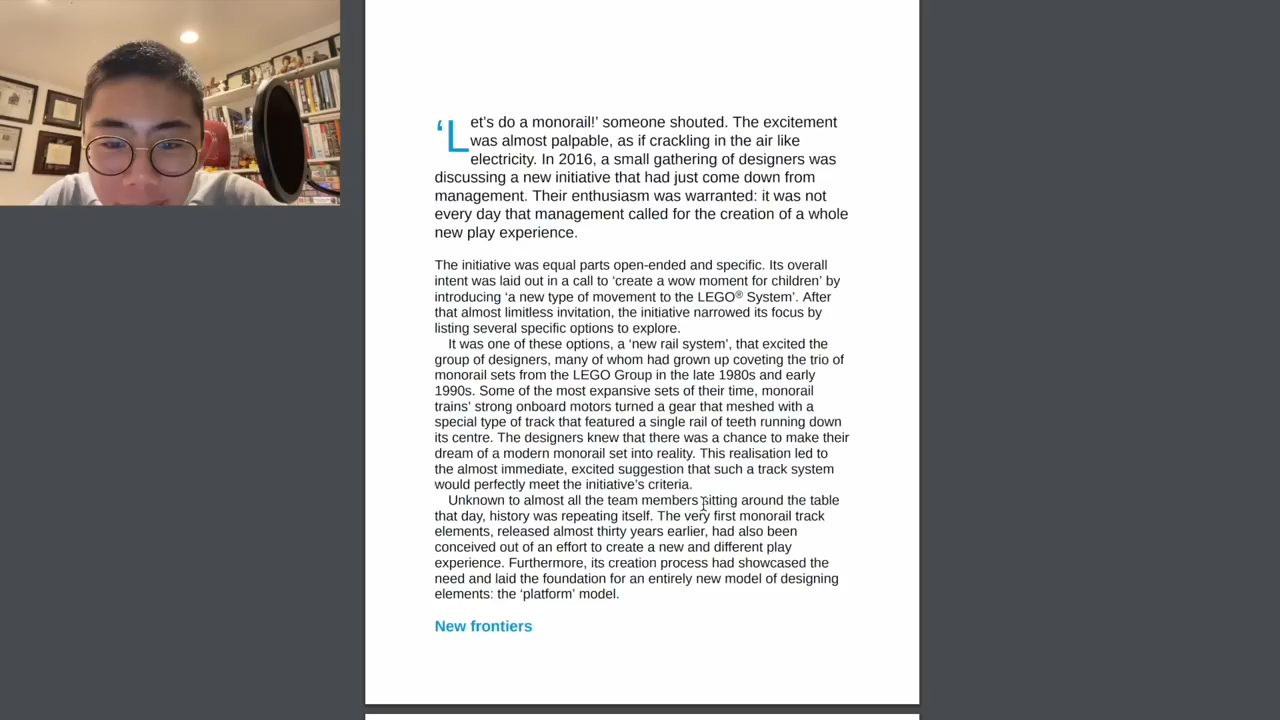 ‘Let’s do a monorail!’ someone shouted. The excitement
was almost palpable, as if crackling in the air like
electricity. In 2016, a small gathering of designers was
discussing a new initiative that had just come down from
management. Their enthusiasm was warranted: it was not
every day that management called for the creation of a whole
new play experience.
The initiative was equal parts open-ended and specific. Its overall
intent was laid out in a call to ‘create a wow moment for children’ by
introducing ‘a new type of movement to the LEGO® System’. After
that almost limitless invitation, the initiative narrowed its focus by
listing several specific options to explore.
It was one of these options, a ‘new rail system’, that excited the
group of designers, many of whom had grown up coveting the trio of
monorail sets from the LEGO Group in the late 1980s and early
1990s. Some of the most expansive sets of their time, monorail
trains’ strong onboard motors turned a gear that meshed with a
special type of track that featured a single rail of teeth running down
its centre. The designers knew that there was a chance to make their
dream of a modern monorail set into reality. This realisation led to
the almost immediate, excited suggestion that such a track system
would perfectly meet the initiative’s criteria.
Unknown to almost all the team members sitting around the table
that day, history was repeating itself. The very first monorail track
elements, released almost thirty years earlier, had also been
conceived out of an effort to create a new and different play
experience. Furthermore, its creation process had showcased the
need and laid the foundation for an entirely new model of designing
elements: the ‘platform’ model.
New frontiers